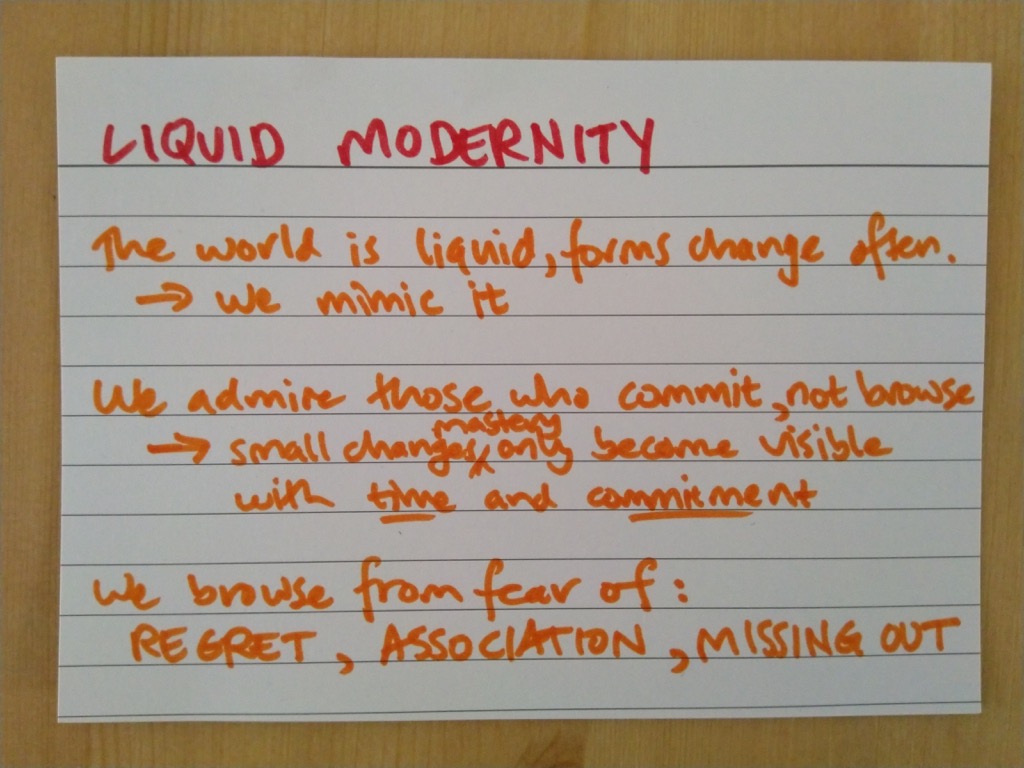 LIQUID MODERNITY
The world is liquid, forms change often.
→ We mimic it
We admire those who commit, not browse
mastery
→ small changes only become visible
with time and commitment
We browse from fear of:
REGRET, ASSOCIATION, MISSING OUT